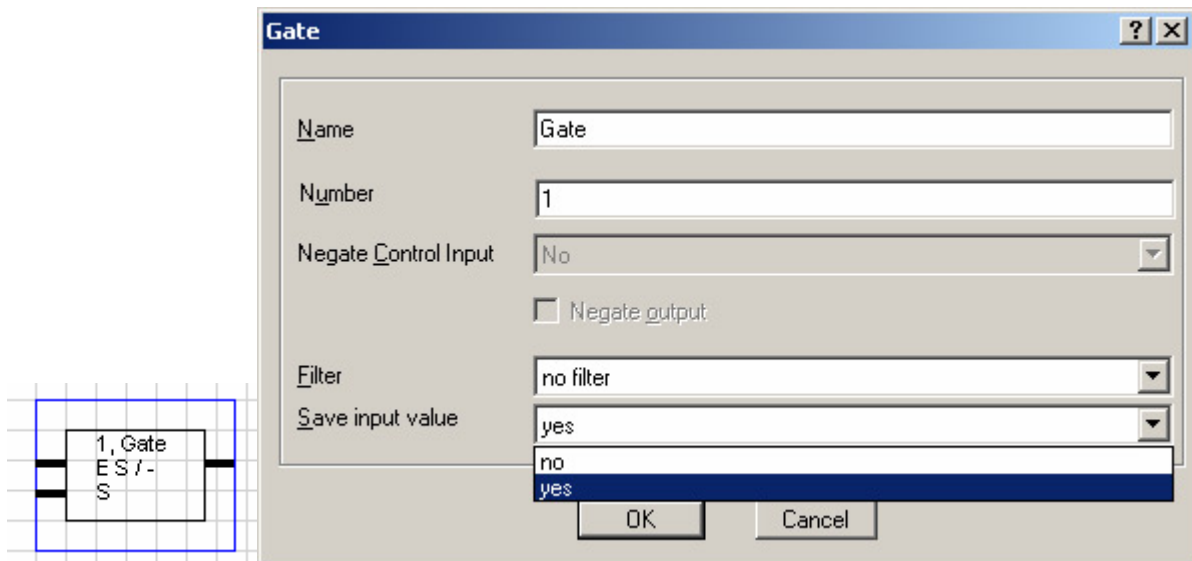 Gate
Name
Gate
Number
1
Negate Control Input
No
Negate output
Filter
no filter
Save input value
yes
no
yes
OK
Cancel
1, Gate
E S / -
S